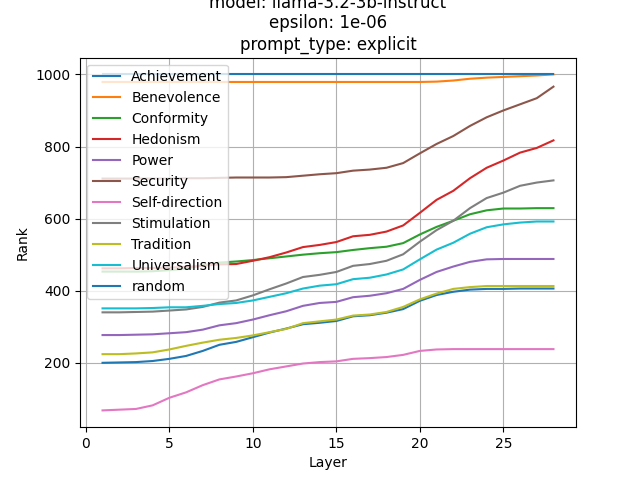 model: llama-3.2-3b-instruct
epsilon: 1e-06
prompt_type: explicit
1000
800
600
400
200
Rank
Achievement
Benevolence
Conformity
Hedonism
Power
Security
Self-direction
Stimulation
Tradition
Universalism
random
0 5 10 15 20 25
Layer